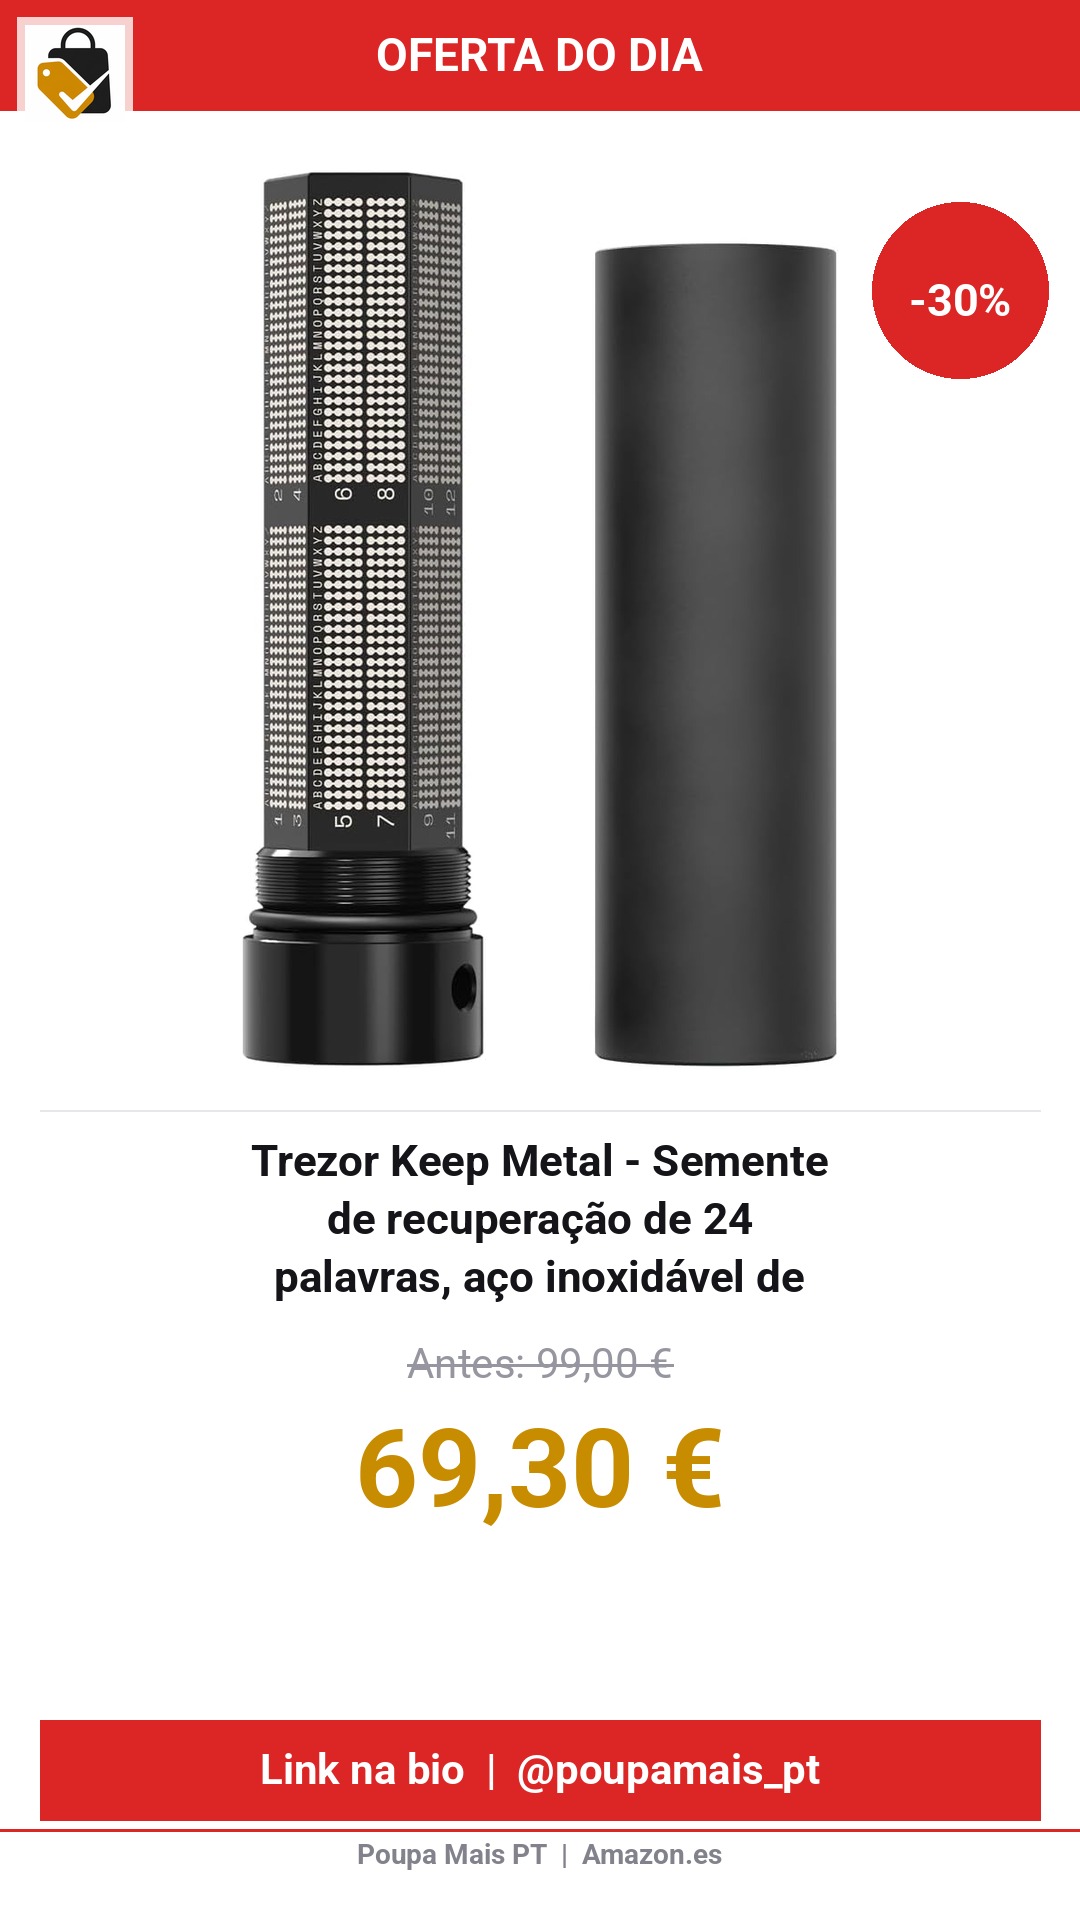 OFERTA DO DIA
-30%
ABCDEFGHIJKLMNOPQRSTUVWXYZ
2 4 6 8 10 12
ABCDEFGHIJKLMNOPQRSTUVWXYZ
1 3 5 7 9 11
Trezor Keep Metal - Semente
de recuperação de 24
palavras, aço inoxidável de
Antes: 99,00 €
69,30 €
Link na bio | @poupamais_pt
Poupa Mais PT | Amazon.es